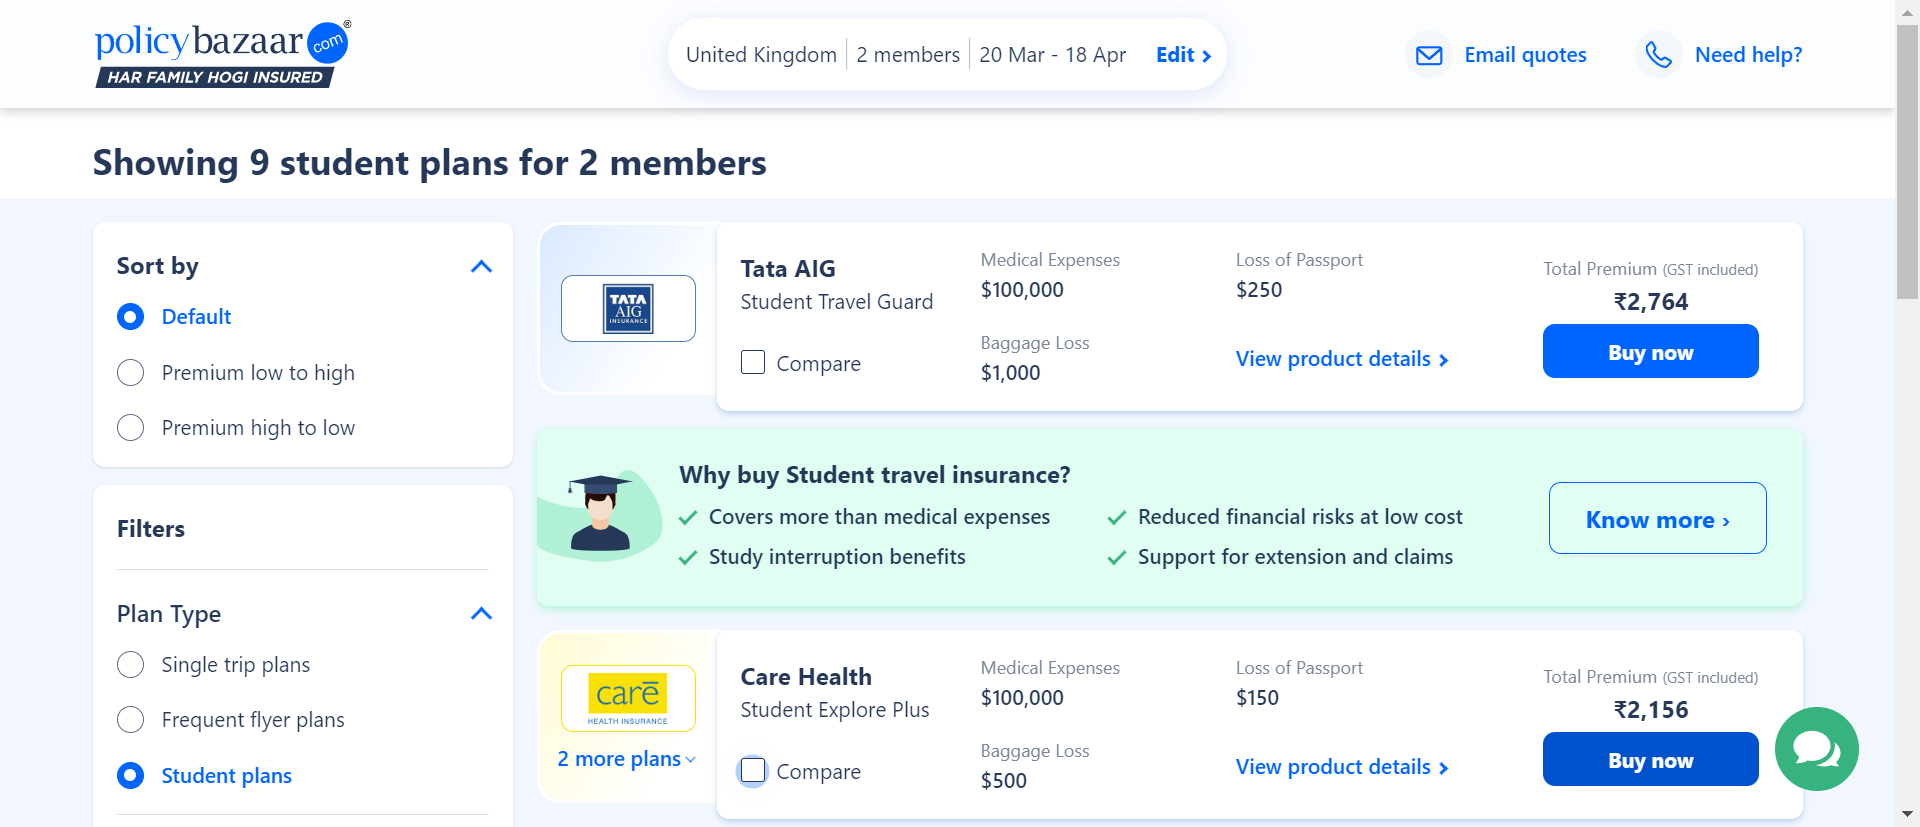 policybazaar.com®
HAR FAMILY HOGI INSURED
United Kingdom
2 members
20 Mar - 18 Apr
Edit
Email quotes
Need help?
Showing 9 student plans for 2 members
Sort by
Default
Premium low to high
Premium high to low
Filters
Plan Type
Single trip plans
Frequent flyer plans
Student plans
TATA
AIG
INSURANCE
Tata AIG
Student Travel Guard
Compare
Medical Expenses
$100,000
Baggage Loss
$1,000
Loss of Passport
$250
View product details
Total Premium (GST included)
₹2,764
Buy now
Why buy Student travel insurance?
Covers more than medical expenses
Reduced financial risks at low cost
Study interruption benefits
Support for extension and claims
Know more ›
carē
HEALTH INSURANCE
2 more plans
Care Health
Student Explore Plus
Compare
Medical Expenses
$100,000
Baggage Loss
$500
Loss of Passport
$150
View product details
Total Premium (GST included)
₹2,156
Buy now